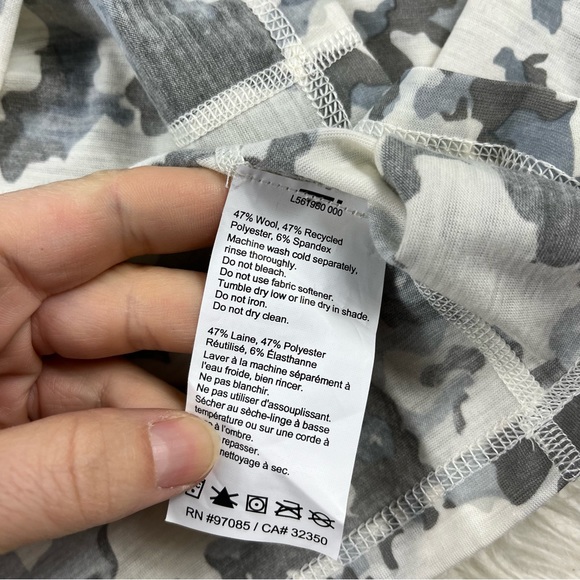 L561980 000
47% Wool, 47% Recycled
Polyester, 6% Spandex
Machine wash cold separately,
rinse thoroughly.
Do not bleach.
Do not use fabric softener.
Tumble dry low or line dry in shade.
Do not iron.
Do not dry clean.
47% Laine, 47% Polyester
Réutilisé, 6% Élasthanne
Laver à la machine séparément à
l'eau froide, bien rincer.
Ne pas blanchir.
Ne pas utiliser d'assouplissant.
Sécher au sèche-linge à basse
température ou sur une corde à
à l'ombre.
repasser.
nettoyage à sec.
RN #97085 / CA# 32350